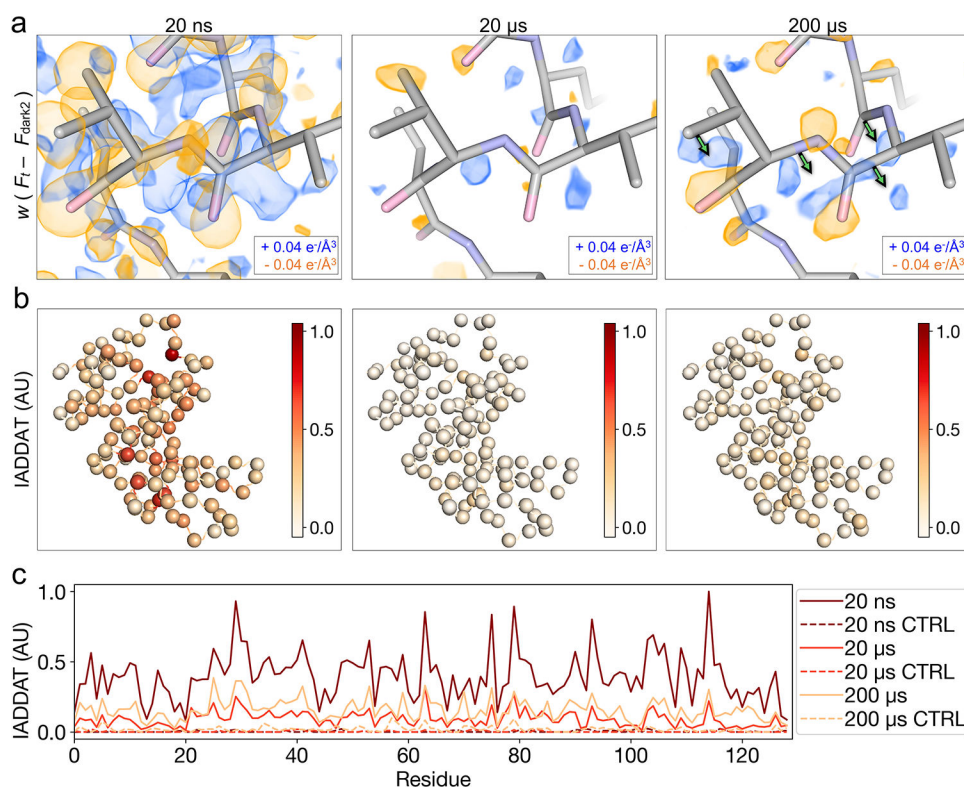 a
20 ns
20 µs
200 µs
w ( Ft − Fdark2 )
+ 0.04 e⁻/Å³
- 0.04 e⁻/Å³
+ 0.04 e⁻/Å³
- 0.04 e⁻/Å³
+ 0.04 e⁻/Å³
- 0.04 e⁻/Å³
b
IADDAT (AU)
1.0
0.5
0.0
1.0
0.5
0.0
1.0
0.5
0.0
c
IADDAT (AU)
1.0
0.5
0.0
0
20
40
60
80
100
120
Residue
20 ns
20 ns CTRL
20 µs
20 µs CTRL
200 µs
200 µs CTRL